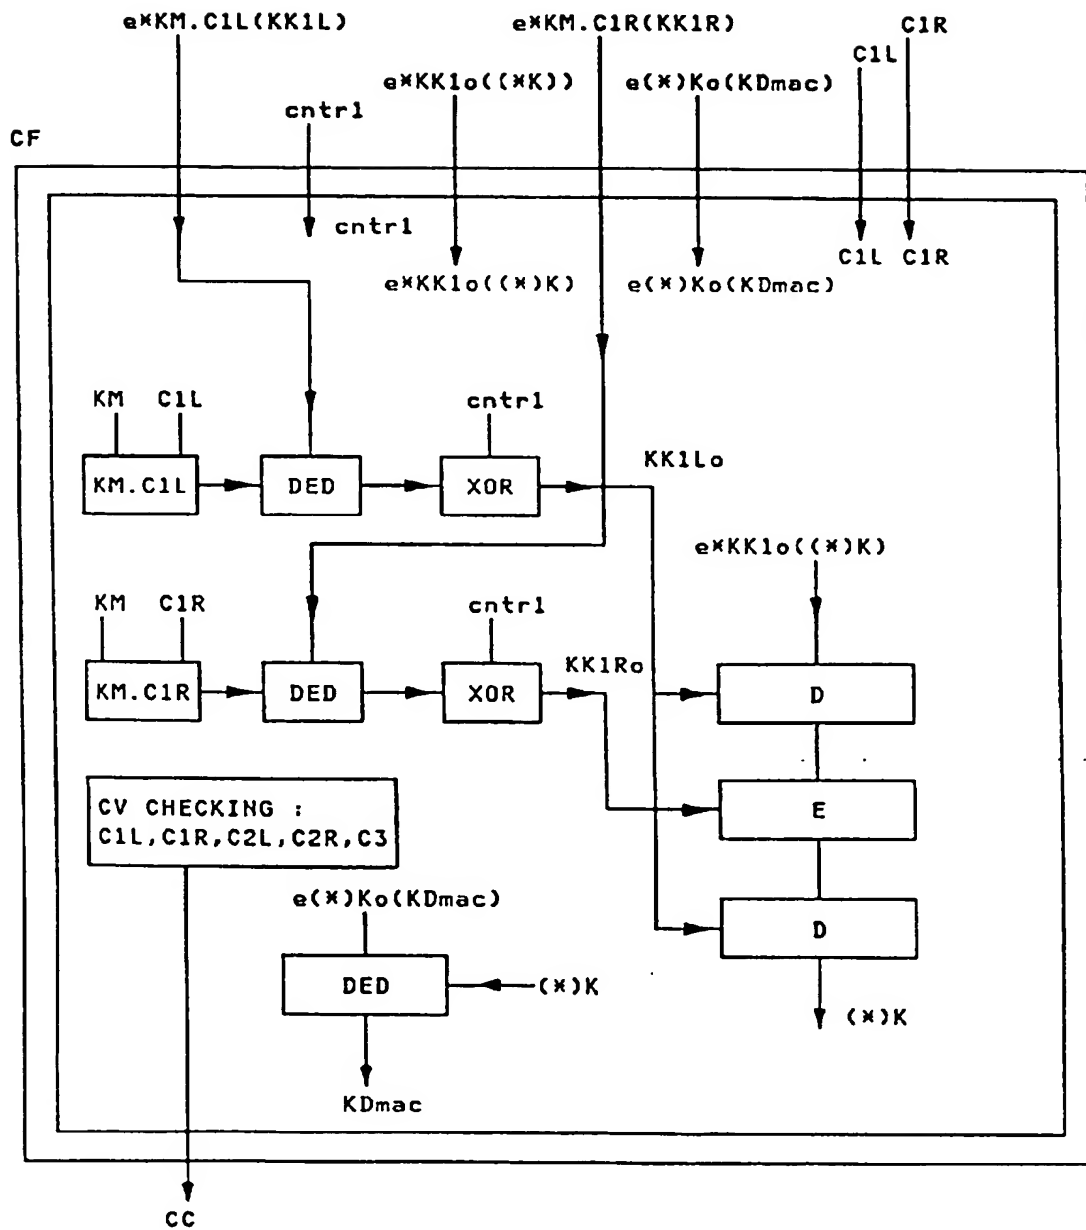 e*KM.C1L(KK1L)
e*KM.C1R(KK1R)
C1R
C1L
e*KK1o((*K))
e(*)Ko(KDmac)
cntrl
CF
cntrl
C1L C1R
e*KK1o((*)K)
e(*)Ko(KDmac)
KM C1L
cntrl
KK1Lo
KM.C1L
DED
XOR
e*KK1o((*)K)
KM C1R
cntrl
KK1Ro
KM.C1R
DED
XOR
D
CV CHECKING :
C1L,C1R,C2L,C2R,C3
E
e(*)Ko(KDmac)
D
DED
(*)K
(*)K
KDmac
CC